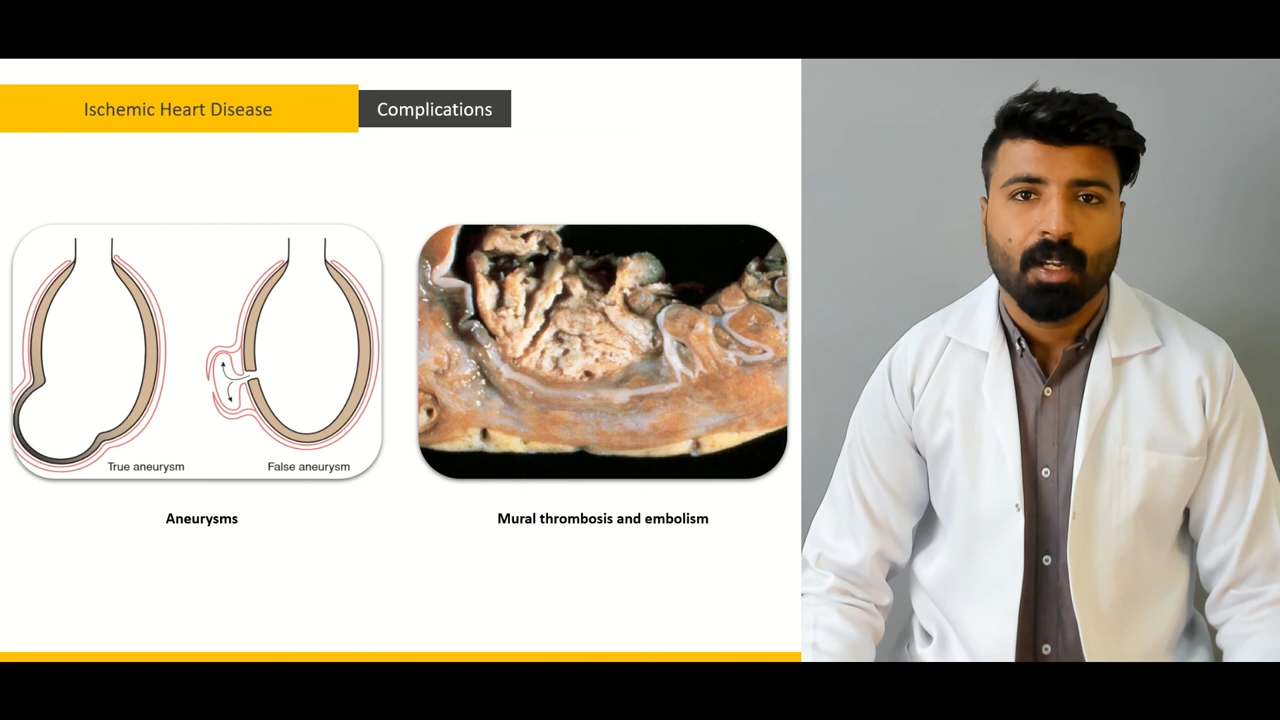 Ischemic Heart Disease
Complications
True aneurysm
False aneurysm
Aneurysms
Mural thrombosis and embolism